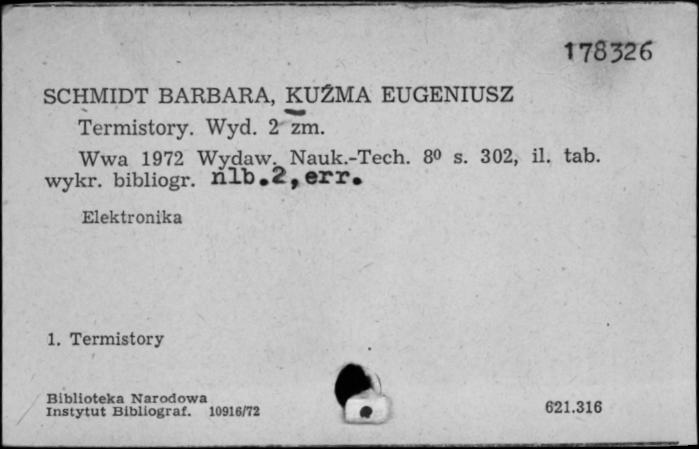 178326
SCHMIDT BARBARA, KUŹMA EUGENIUSZ
Termistory. Wyd. 2 zm.
Wwa 1972 Wydaw. Nauk.-Tech. 8⁰ s. 302, il. tab.
wykr. bibliogr. nlb.2,err.
Elektronika
1. Termistory
Biblioteka Narodowa
Instytut Bibliograf. 10916/72
621.316